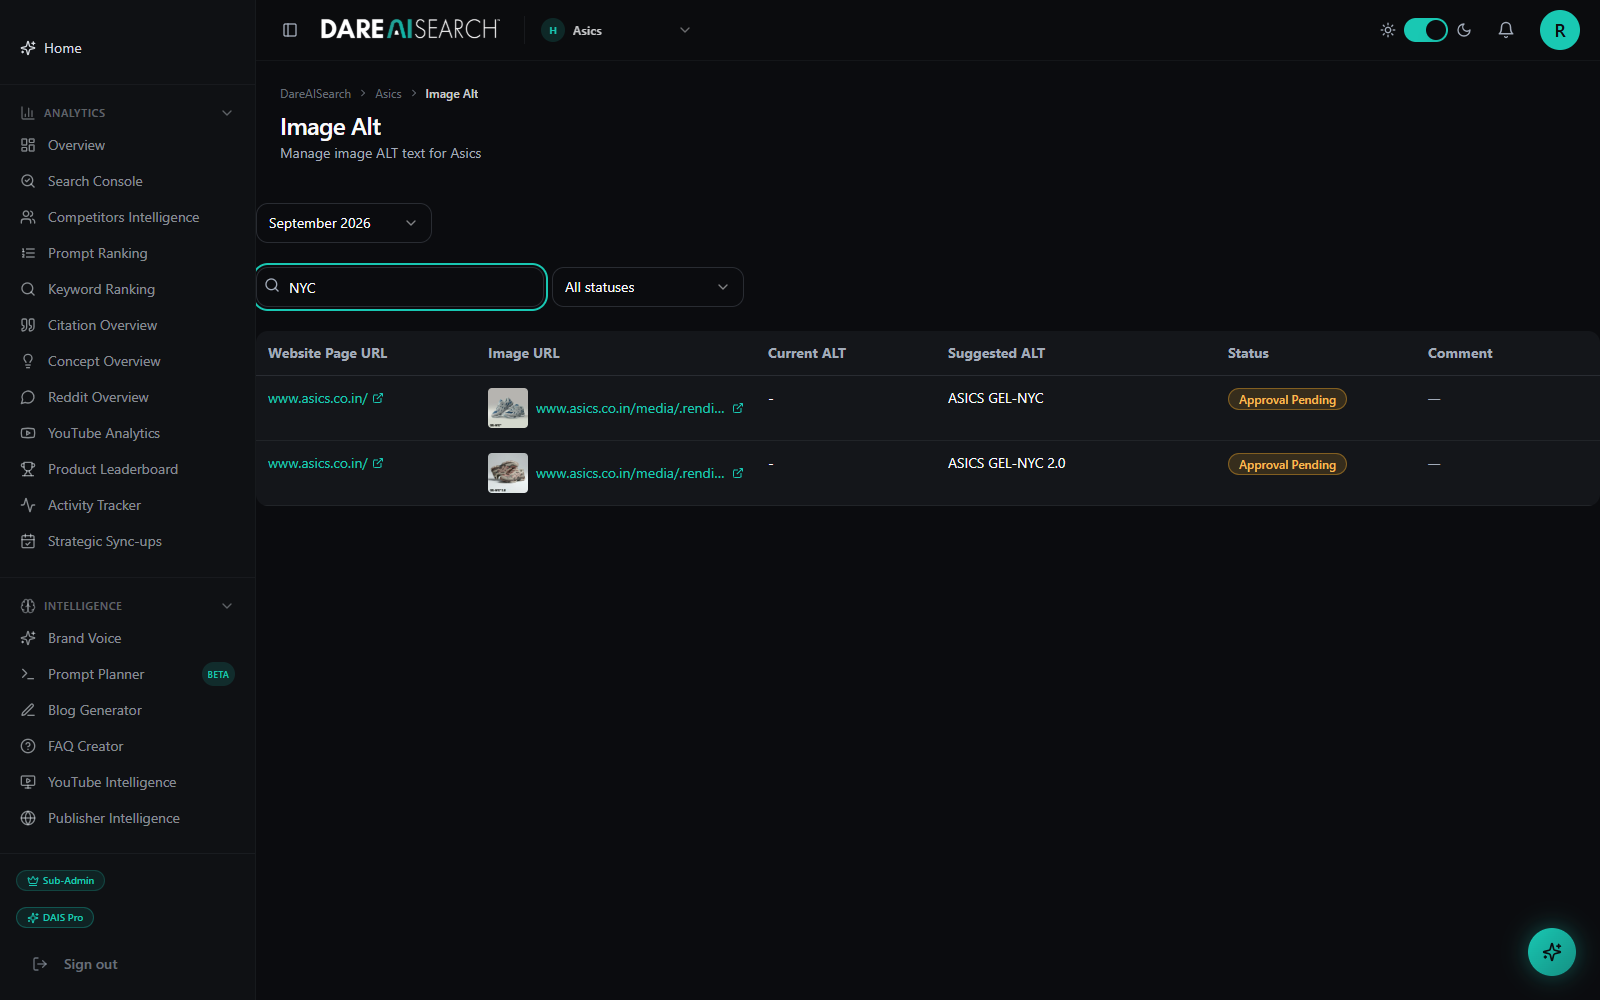 Home
ANALYTICS
Overview
Search Console
Competitors Intelligence
Prompt Ranking
Keyword Ranking
Citation Overview
Concept Overview
Reddit Overview
YouTube Analytics
Product Leaderboard
Activity Tracker
Strategic Sync-ups
INTELLIGENCE
Brand Voice
Prompt Planner BETA
Blog Generator
FAQ Creator
YouTube Intelligence
Publisher Intelligence
Sub-Admin
DAIS Pro
Sign out
DARE AI SEARCH
H Asics
R
DareAISearch > Asics > Image Alt
Image Alt
Manage image ALT text for Asics
September 2026
NYC
All statuses
Website Page URL Image URL Current ALT Suggested ALT Status Comment
www.asics.co.in/ www.asics.co.in/media/.rendi... - ASICS GEL-NYC Approval Pending —
www.asics.co.in/ www.asics.co.in/media/.rendi... - ASICS GEL-NYC 2.0 Approval Pending —